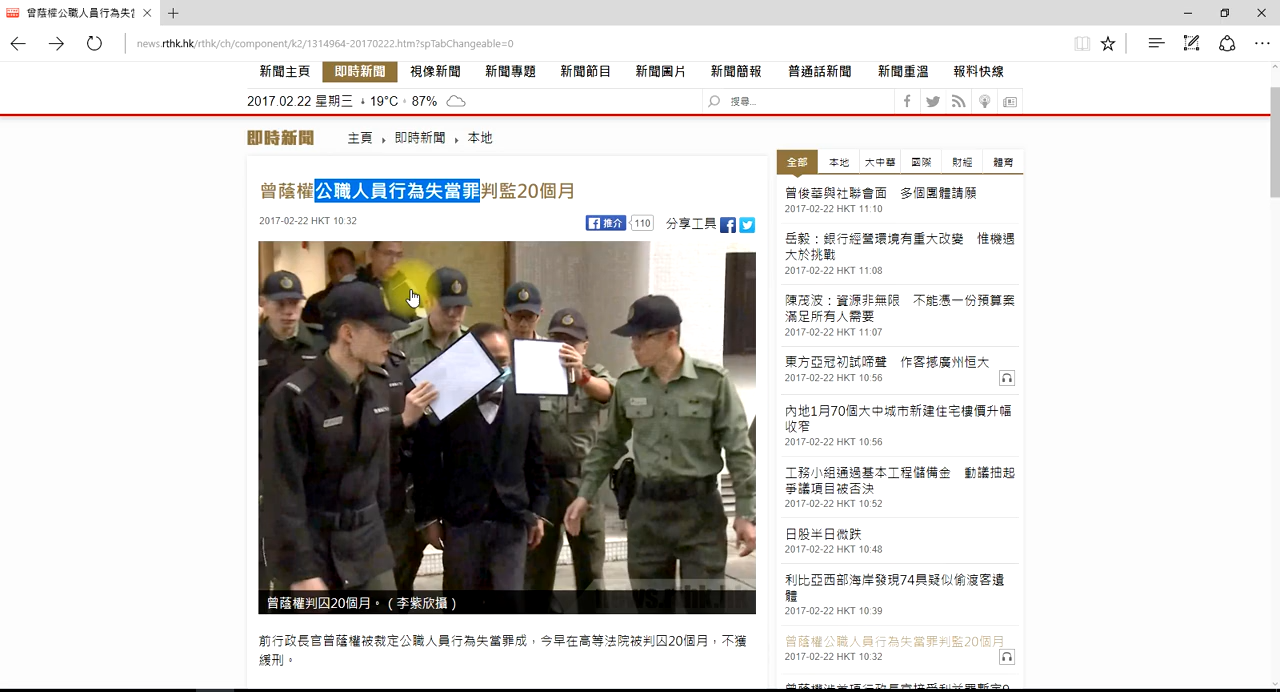 曾蔭權公職人員行為失當
news.rthk.hk/rthk/ch/component/k2/1314964-20170222.htm?spTabChangeable=0
新聞主頁 即時新聞 視像新聞 新聞專題 新聞節目 新聞圖片 新聞簡報 普通話新聞 新聞重溫 報料快線
2017.02.22 星期三 19°C 87%
搜尋...
即時新聞 主頁 即時新聞 本地
曾蔭權公職人員行為失當罪判監20個月
2017-02-22 HKT 10:32
推介 110 分享工具
曾蔭權判囚20個月。(李紫欣攝)
前行政長官曾蔭權被裁定公職人員行為失當罪成，今早在高等法院被判囚20個月，不獲
緩刑。
全部 本地 大中華 國際 財經 體育
曾俊華與社聯會面 多個團體請願
2017-02-22 HKT 11:10
岳毅：銀行經營環境有重大改變 惟機遇
大於挑戰
2017-02-22 HKT 11:08
陳茂波：資源非無限 不能憑一份預算案
滿足所有人需要
2017-02-22 HKT 11:07
東方亞冠初試啼聲 作客撼廣州恒大
2017-02-22 HKT 10:56
內地1月70個大中城市新建住宅樓價升幅
收窄
2017-02-22 HKT 10:56
工務小組通過基本工程儲備金 動議抽起
爭議項目被否決
2017-02-22 HKT 10:52
日股半日微跌
2017-02-22 HKT 10:48
利比亞西部海岸發現74具疑似偷渡客遺
體
2017-02-22 HKT 10:39
曾蔭權公職人員行為失當罪判監20個月
2017-02-22 HKT 10:32